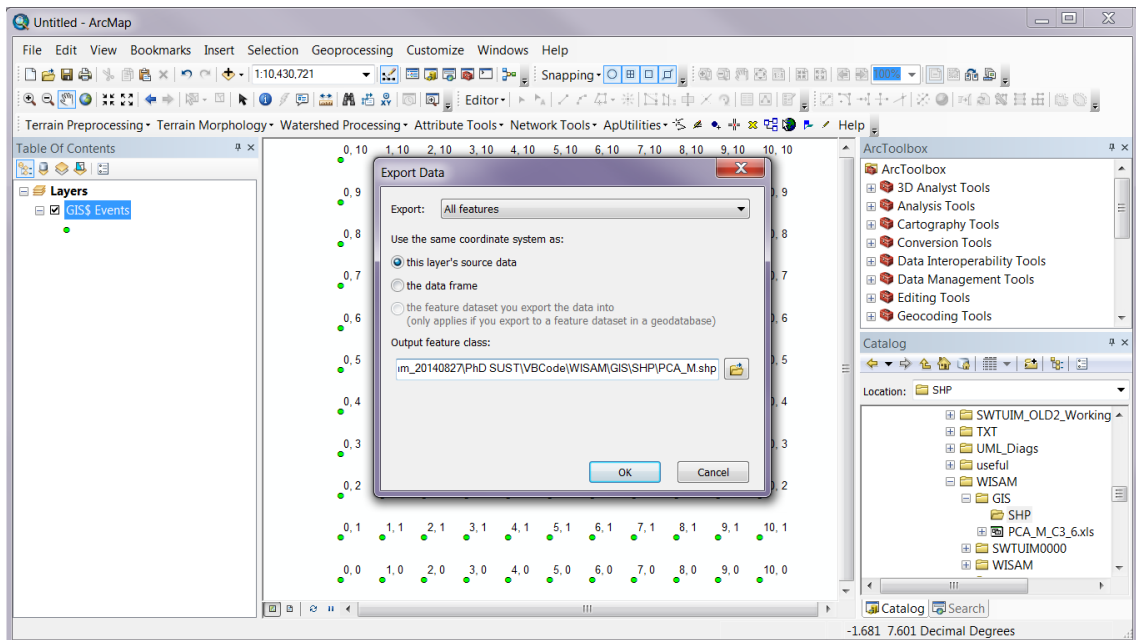 Untitled - ArcMap
File Edit View Bookmarks Insert Selection Geoprocessing Customize Windows Help
1:10,430,721
Snapping
100%
Editor
Terrain Preprocessing Terrain Morphology Watershed Processing Attribute Tools Network Tools ApUtilities Help
Table Of Contents
Layers
GIS$ Events
0, 10 1, 10 2, 10 3, 10 4, 10 5, 10 6, 10 7, 10 8, 10 9, 10 10, 10
0, 9
0, 8
0, 7
0, 6
0, 5
0, 4
0, 3
0, 2
0, 1 1, 1 2, 1 3, 1 4, 1 5, 1 6, 1 7, 1 8, 1 9, 1 10, 1
0, 0 1, 0 2, 0 3, 0 4, 0 5, 0 6, 0 7, 0 8, 0 9, 0 10, 0
Export Data
Export: All features
Use the same coordinate system as:
this layer's source data
the data frame
the feature dataset you export the data into
(only applies if you export to a feature dataset in a geodatabase)
Output feature class:
_20140827\PhD SUST\VBCode\WISAM\GIS\SHP\PCA_M.shp
OK Cancel
, 9
, 8
, 7
, 6
, 5
, 4
, 3
, 2
ArcToolbox
ArcToolbox
3D Analyst Tools
Analysis Tools
Cartography Tools
Conversion Tools
Data Interoperability Tools
Data Management Tools
Editing Tools
Geocoding Tools
Catalog
Location: SHP
SWTUIM_OLD2_Working
TXT
UML_Diags
useful
WISAM
GIS
SHP
PCA_M_C3_6.xls
SWTUIM0000
WISAM
Catalog Search
-1.681 7.601 Decimal Degrees